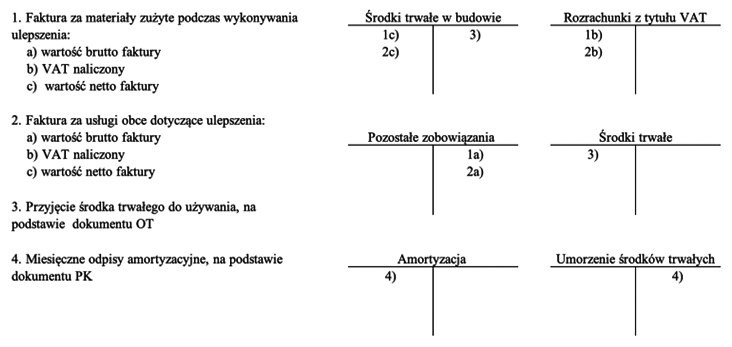 1. Faktura za materiały zużyte podczas wykonywania
ulepszenia:
a) wartość brutto faktury
b) VAT naliczony
c) wartość netto faktury
2. Faktura za usługi obce dotyczące ulepszenia:
a) wartość brutto faktury
b) VAT naliczony
c) wartość netto faktury
3. Przyjęcie środka trwałego do używania, na
podstawie dokumentu OT
4. Miesięczne odpisy amortyzacyjne, na podstawie
dokumentu PK
Środki trwałe w budowie
1c) 3)
2c)
Rozrachunki z tytułu VAT
1b)
2b)
Pozostałe zobowiązania
1a)
2a)
Środki trwałe
3)
Amortyzacja
4)
Umorzenie środków trwałych
4)